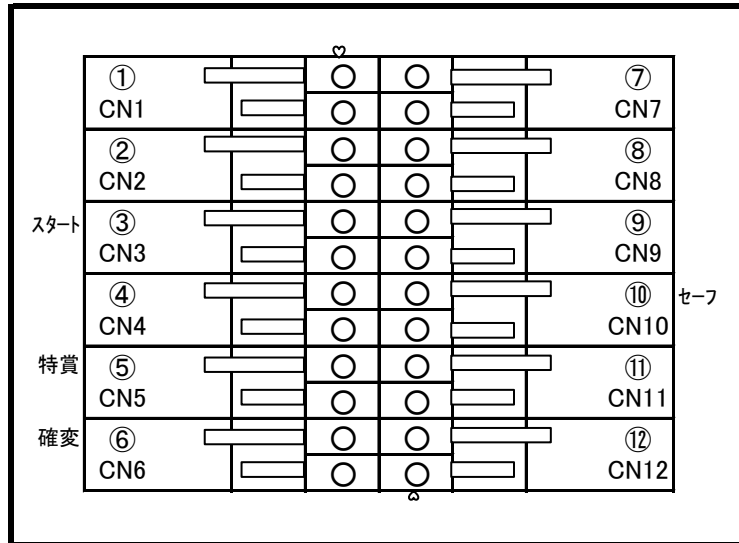 ① ⑦
CN1 CN7
② ⑧
CN2 CN8
スタート ③ ⑨
CN3 CN9
④ ⑩ セーフ
CN4 CN10
特賞 ⑤ ⑪
CN5 CN11
確変 ⑥ ⑫
CN6 CN12